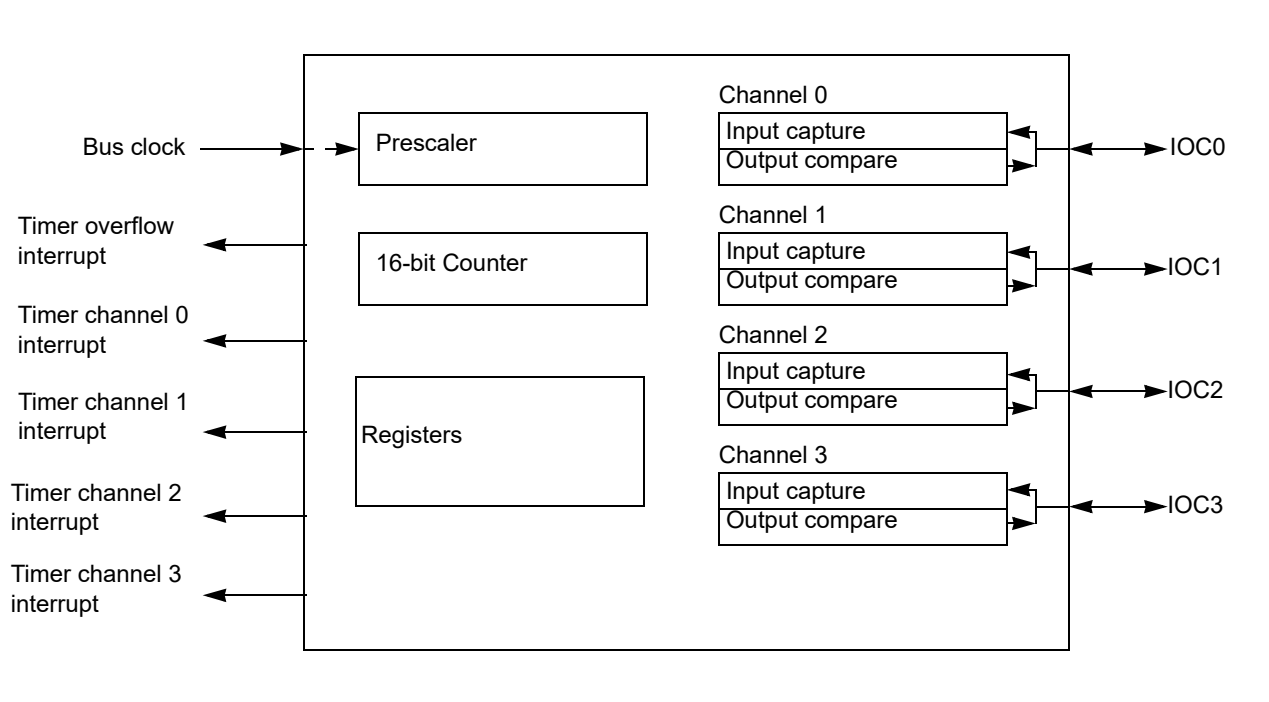 Bus clock
Timer overflow
interrupt
Timer channel 0
interrupt
Timer channel 1
interrupt
Timer channel 2
interrupt
Timer channel 3
interrupt
Prescaler
16-bit Counter
Registers
Channel 0
Input capture
Output compare
IOC0
Channel 1
Input capture
Output compare
IOC1
Channel 2
Input capture
Output compare
IOC2
Channel 3
Input capture
Output compare
IOC3